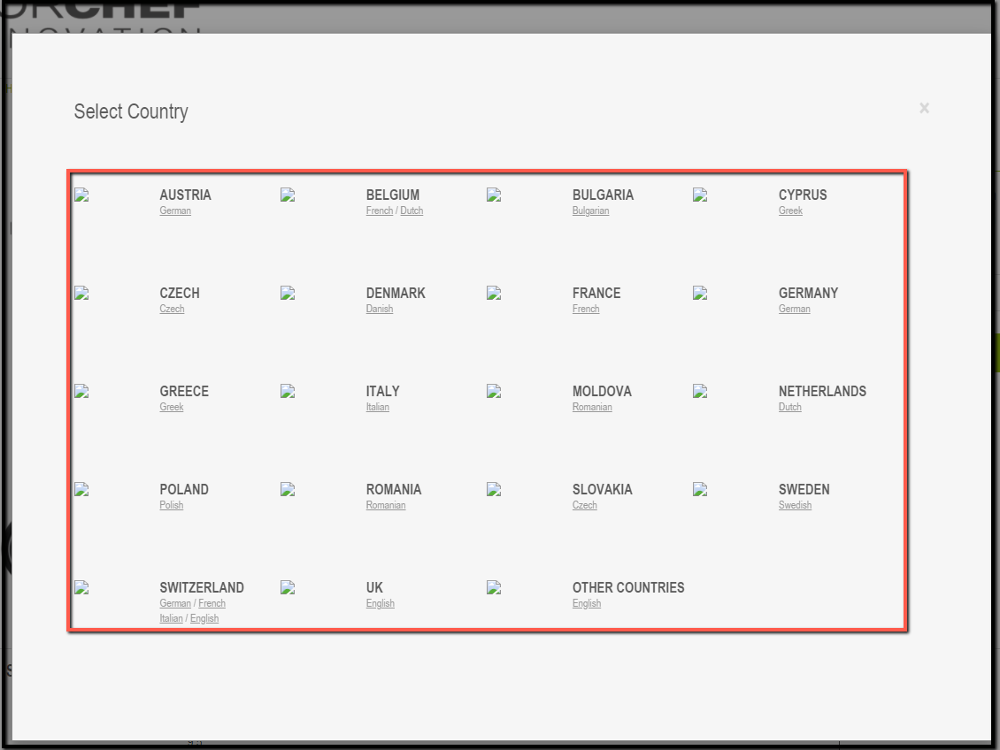 CHEF
Select Country
x
AUSTRIA
German
BELGIUM
French / Dutch
BULGARIA
Bulgarian
CYPRUS
Greek
CZECH
Czech
DENMARK
Danish
FRANCE
French
GERMANY
German
GREECE
Greek
ITALY
Italian
MOLDOVA
Romanian
NETHERLANDS
Dutch
POLAND
Polish
ROMANIA
Romanian
SLOVAKIA
Czech
SWEDEN
Swedish
SWITZERLAND
German / French
Italian / English
UK
English
OTHER COUNTRIES
English